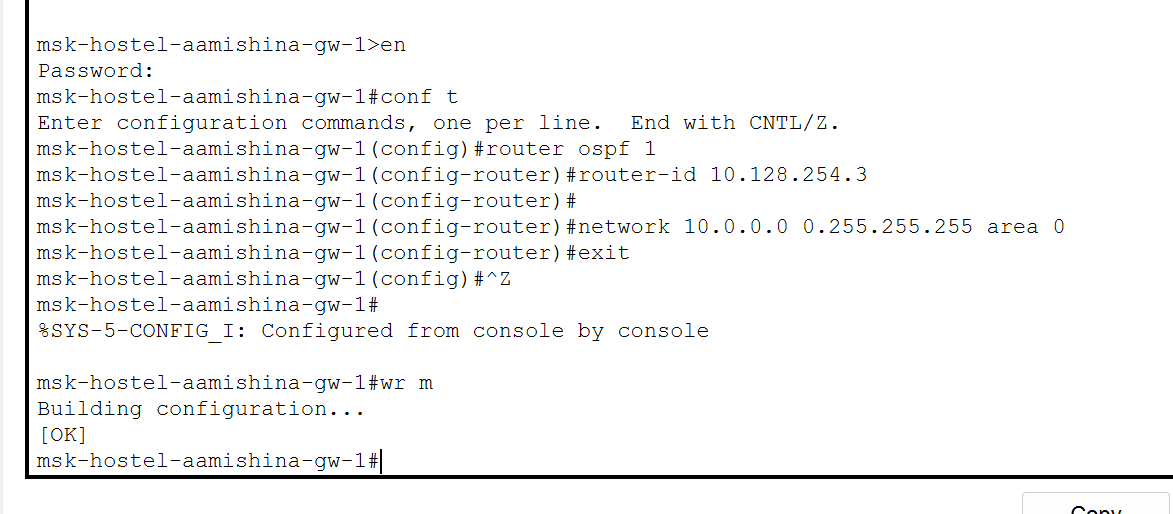 msk-hostel-aamishina-gw-1>en
Password:
msk-hostel-aamishina-gw-1#conf t
Enter configuration commands, one per line.  End with CNTL/Z.
msk-hostel-aamishina-gw-1(config)#router ospf 1
msk-hostel-aamishina-gw-1(config-router)#router-id 10.128.254.3
msk-hostel-aamishina-gw-1(config-router)#
msk-hostel-aamishina-gw-1(config-router)#network 10.0.0.0 0.255.255.255 area 0
msk-hostel-aamishina-gw-1(config-router)#exit
msk-hostel-aamishina-gw-1(config)#^Z
msk-hostel-aamishina-gw-1#
%SYS-5-CONFIG_I: Configured from console by console
msk-hostel-aamishina-gw-1#wr m
Building configuration...
[OK]
msk-hostel-aamishina-gw-1#
Copy